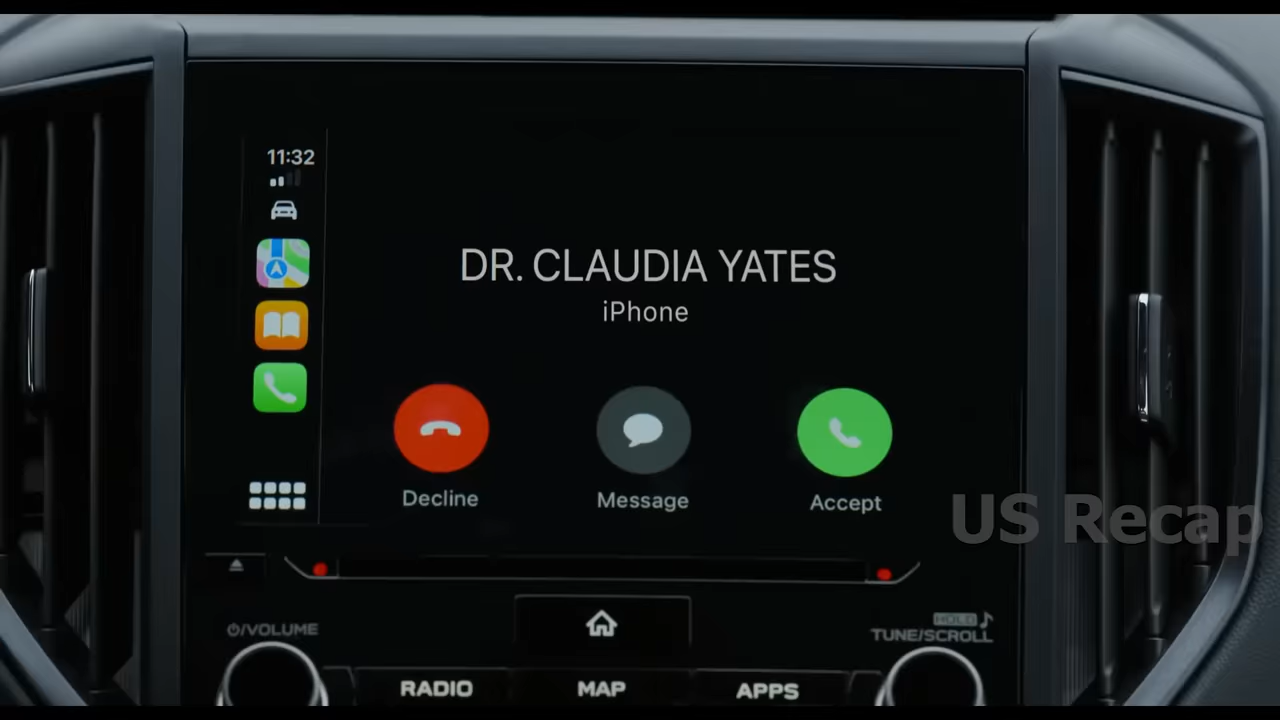 11:32
DR. CLAUDIA YATES
iPhone
Decline
Message
Accept
US Recap
⏻/VOLUME
HOLD ♪
TUNE/SCROLL
RADIO
MAP
APPS